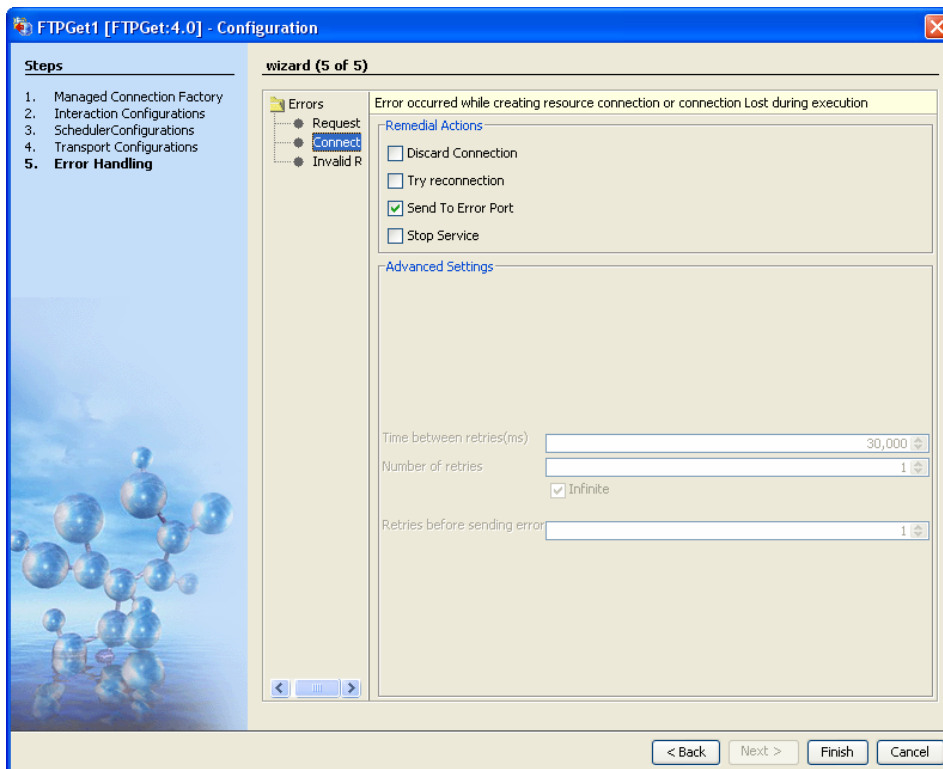 FTPGet1 [FTPGet:4.0] - Configuration
Steps
1. Managed Connection Factory
2. Interaction Configurations
3. SchedulerConfigurations
4. Transport Configurations
5. Error Handling
wizard (5 of 5)
Errors
Request
Connect
Invalid R
Error occurred while creating resource connection or connection Lost during execution
Remedial Actions
Discard Connection
Try reconnection
Send To Error Port
Stop Service
Advanced Settings
Time between retries(ms) 30,000
Number of retries 1
Infinite
Retries before sending error 1
< Back Next > Finish Cancel